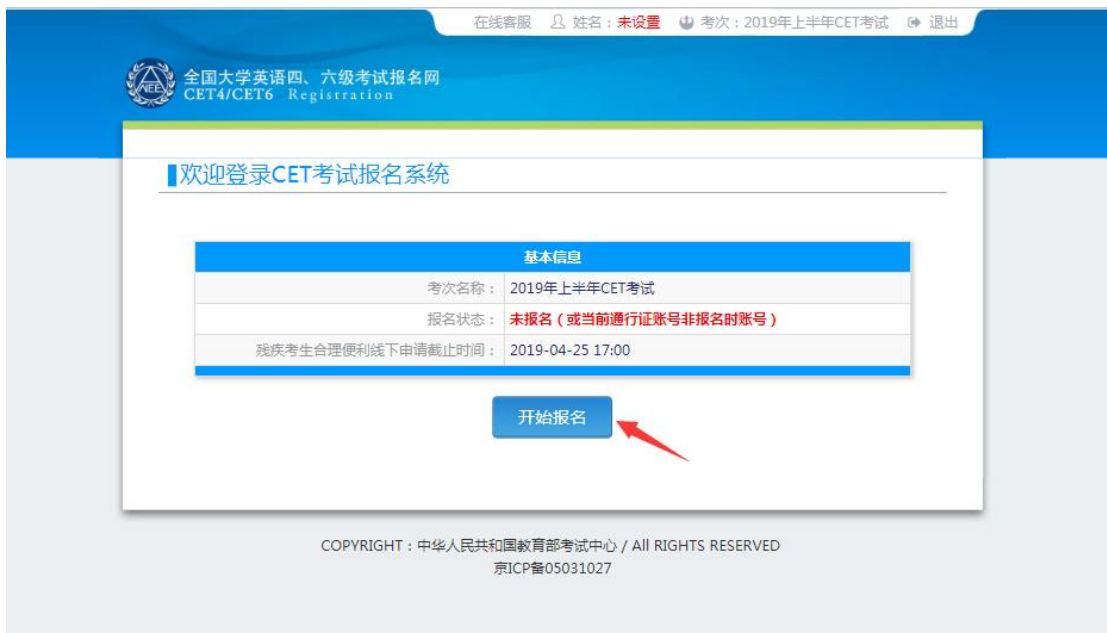 在线客服 姓名：未设置 考次：2019年上半年CET考试 退出
NEE
全国大学英语四、六级考试报名网
CET4/CET6 Registration
欢迎登录CET考试报名系统
基本信息
考次名称： 2019年上半年CET考试
报名状态： 未报名（或当前通行证账号非报名时账号）
残疾考生合理便利线下申请截止时间： 2019-04-25 17:00
开始报名
COPYRIGHT：中华人民共和国教育部考试中心 / All RIGHTS RESERVED
京ICP备05031027